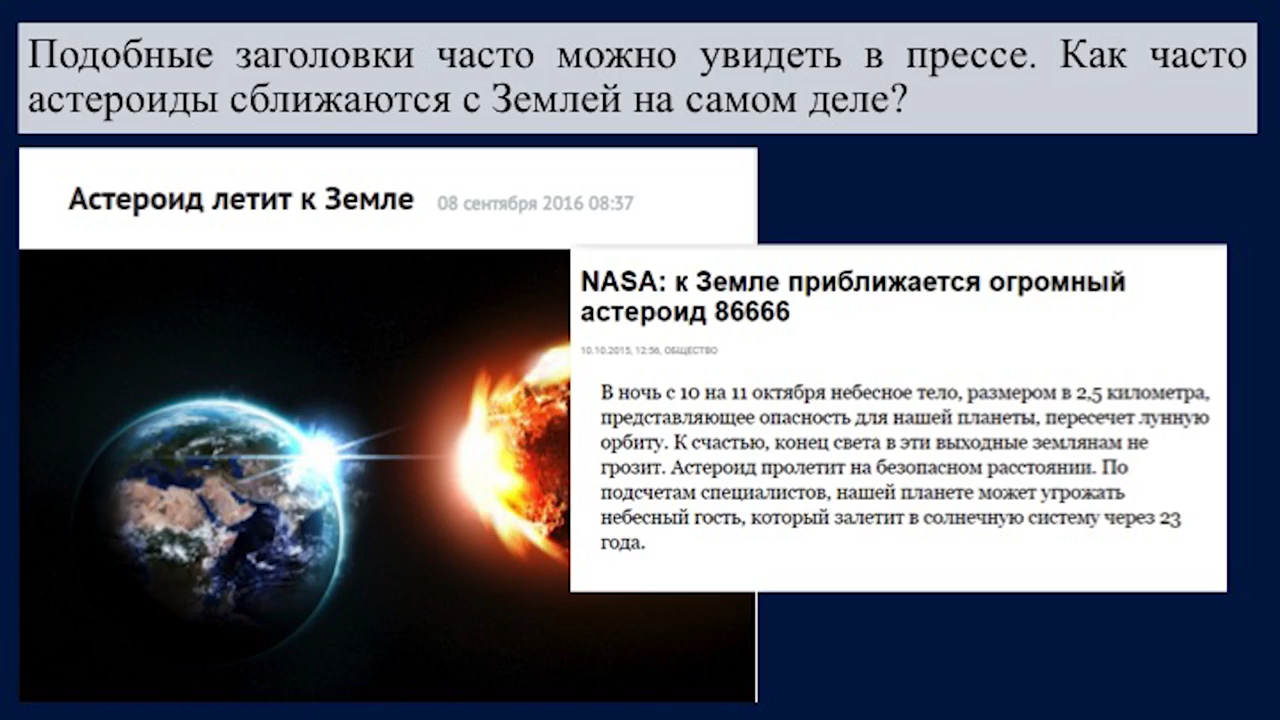 Подобные заголовки часто можно увидеть в прессе. Как часто
астероиды сближаются с Землей на самом деле?
Астероид летит к Земле 08 сентября 2016 08:37
NASA: к Земле приближается огромный
астероид 86666
10.10.2015, 12:56, ОБЩЕСТВО
В ночь с 10 на 11 октября небесное тело, размером в 2,5 километра,
представляющее опасность для нашей планеты, пересечет лунную
орбиту. К счастью, конец света в эти выходные землянам не
грозит. Астероид пролетит на безопасном расстоянии. По
подсчетам специалистов, нашей планете может угрожать
небесный гость, который залетит в солнечную систему через 23
года.